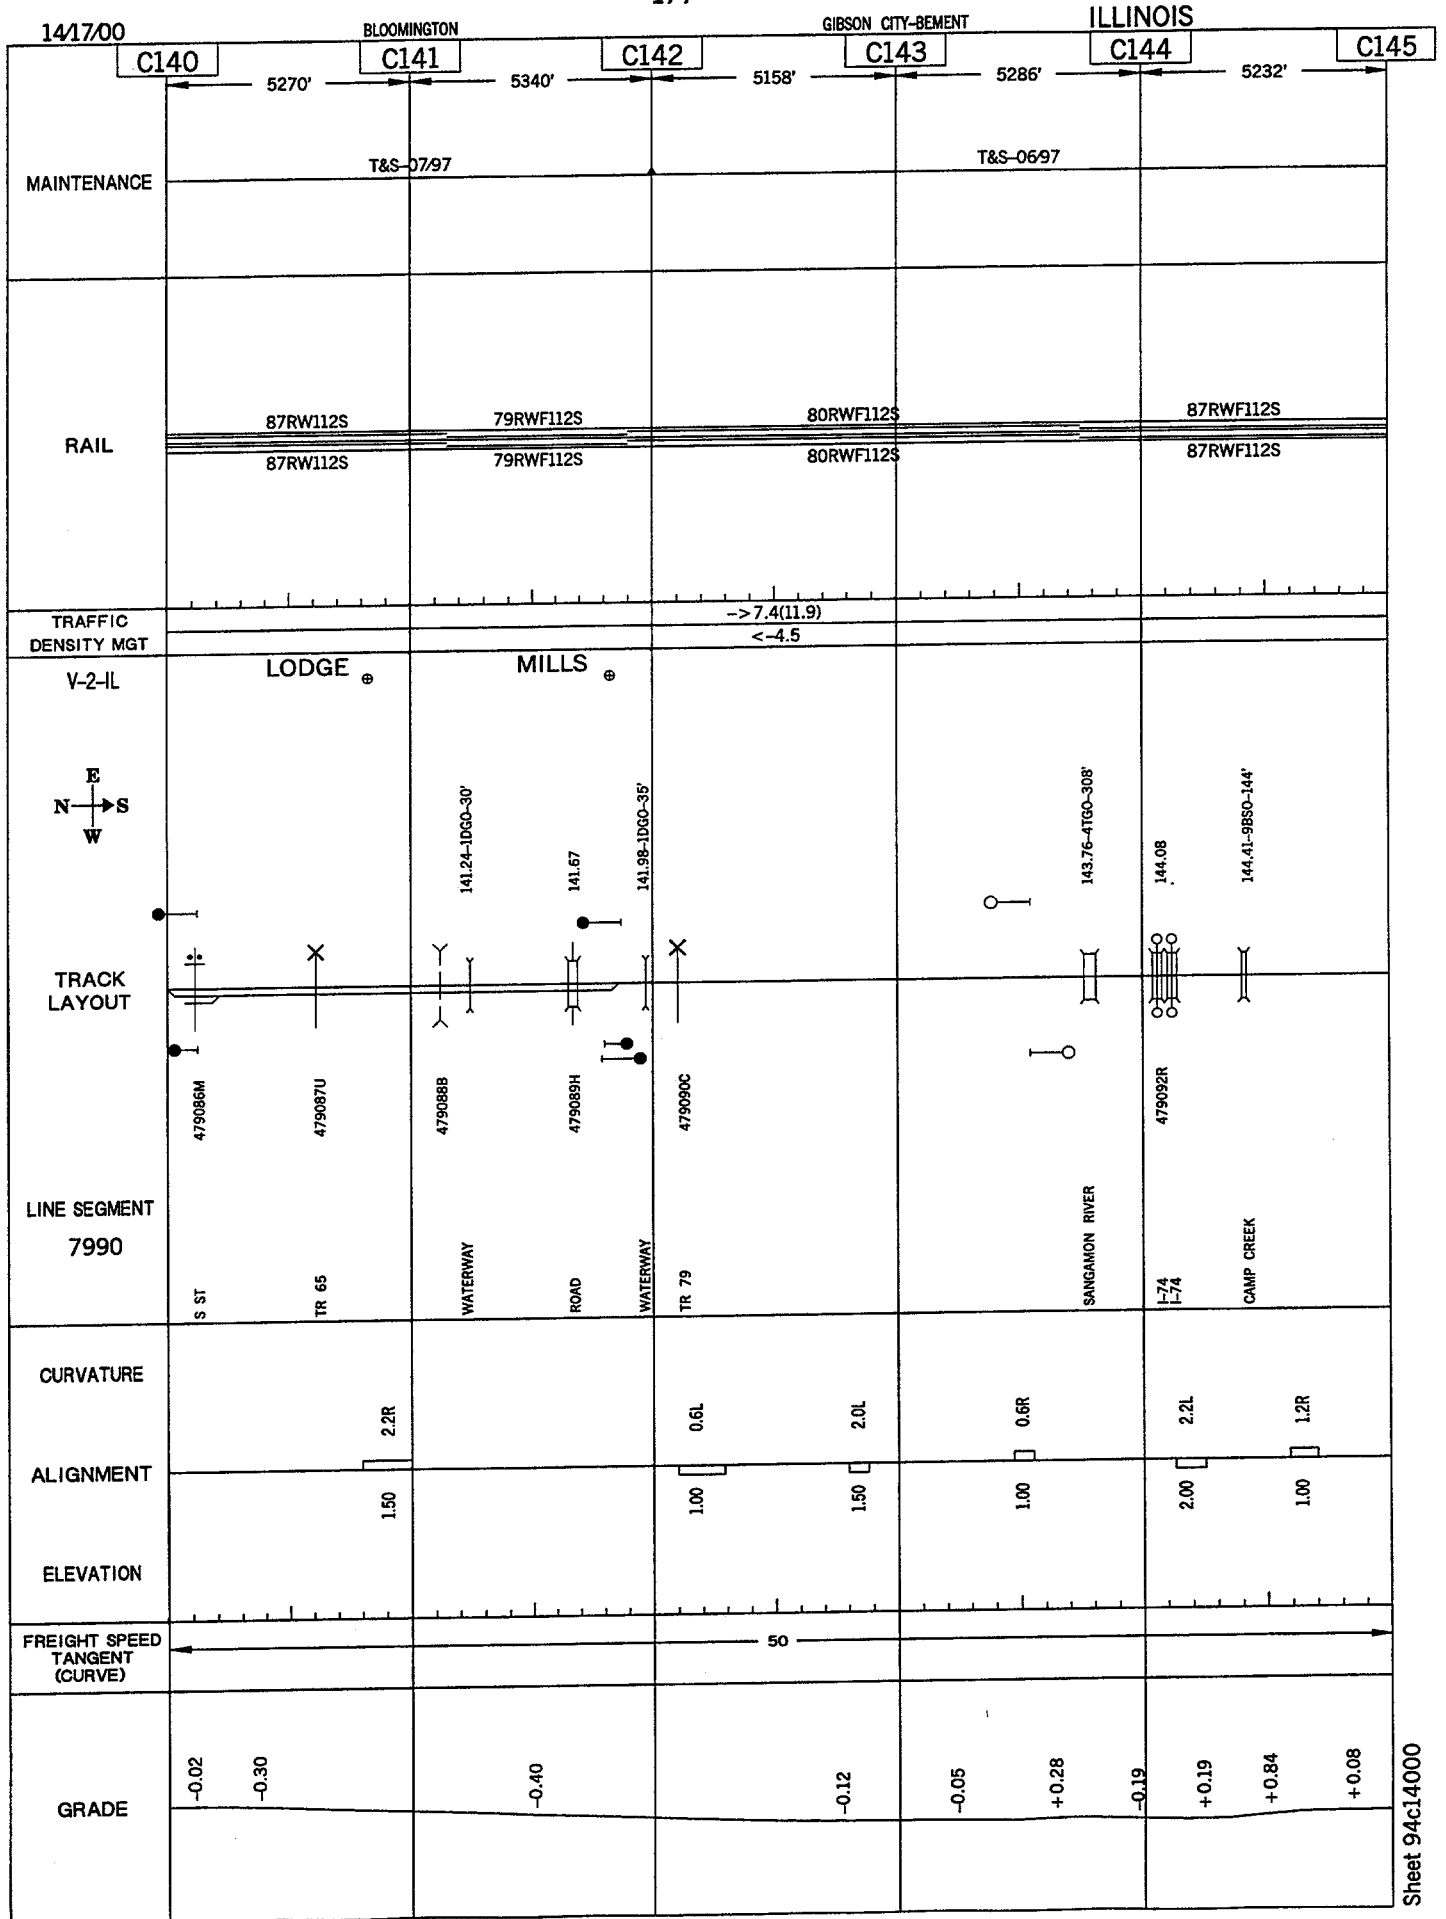 14/17/00
BLOOMINGTON
GIBSON CITY-BEMENT
ILLINOIS
C140
C141
C142
C143
C144
C145
5270'
5340'
5158'
5286'
5232'
MAINTENANCE
T&S-07/97
T&S-06/97
RAIL
87RW112S
79RWF112S
80RWF112S
87RWF112S
87RW112S
79RWF112S
80RWF112S
87RWF112S
TRAFFIC
DENSITY MGT
->7.4(11.9)
<-4.5
V-2-IL
LODGE
MILLS
E
N
S
W
141.24-1DGO-30'
141.67
141.98-1DGO-35'
143.76-4TGO-308'
144.08
144.41-9BSO-144'
TRACK
LAYOUT
479086M
479087U
479088B
479089H
479090C
479092R
LINE SEGMENT
7990
S ST
TR 65
WATERWAY
ROAD
WATERWAY
TR 79
SANGAMON RIVER
I-74
I-74
CAMP CREEK
CURVATURE
2.2R
0.6L
2.0L
0.6R
2.2L
1.2R
ALIGNMENT
1.50
1.00
1.50
1.00
2.00
1.00
ELEVATION
FREIGHT SPEED
TANGENT
(CURVE)
50
GRADE
-0.02
-0.30
-0.40
-0.12
-0.05
+0.28
-0.19
+0.19
+0.84
+0.08
Sheet 94c14000